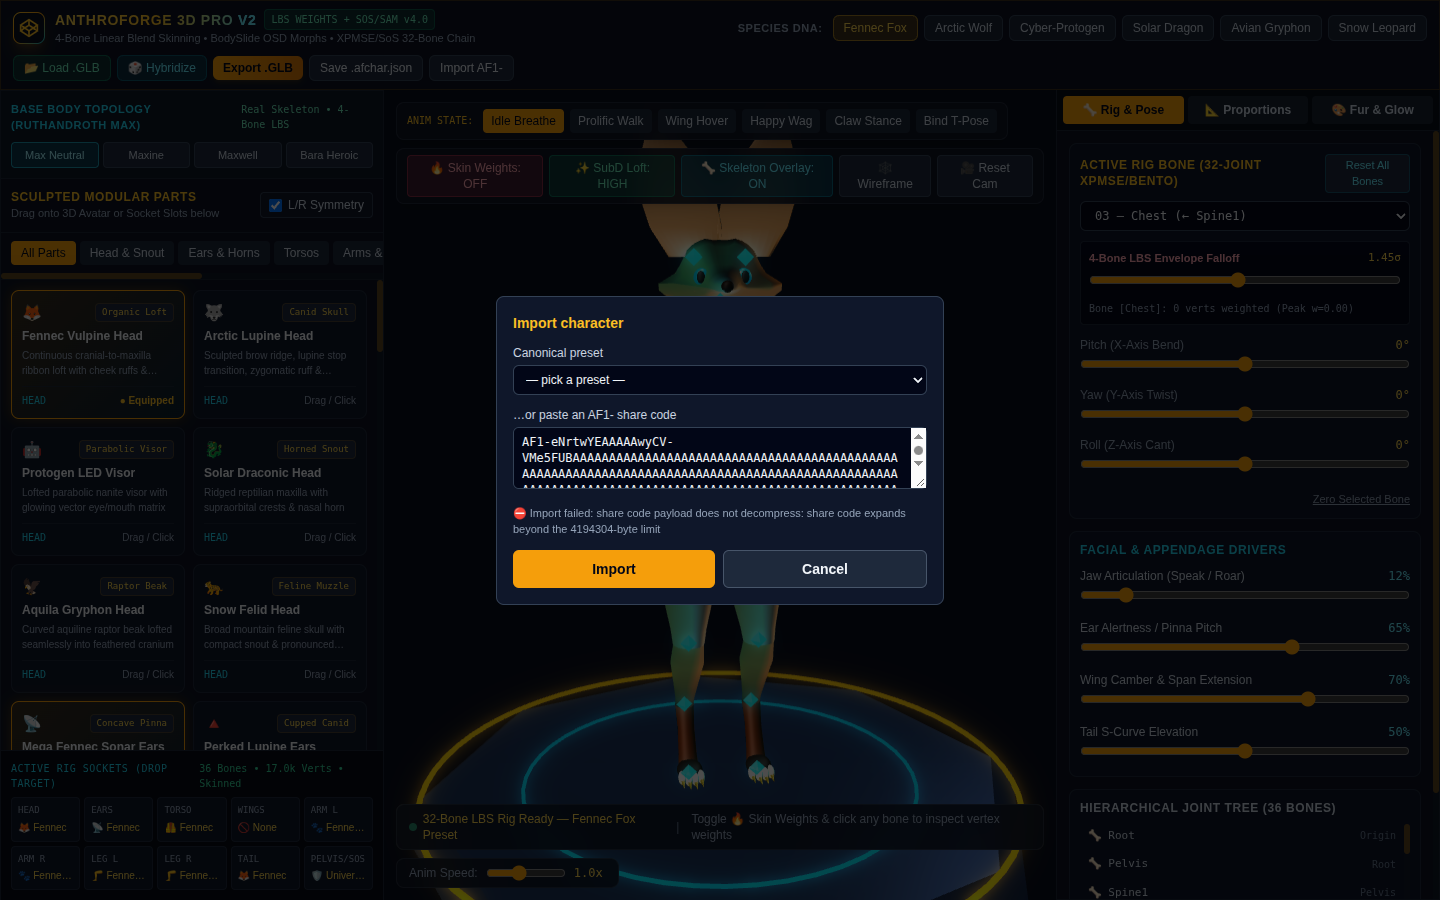 ANTHROFORGE 3D PRO V2
LBS WEIGHTS + SOS/SAM v4.0
4-Bone Linear Blend Skinning • BodySlide OSD Morphs • XPMSE/SoS 32-Bone Chain
SPECIES DNA:
Fennec Fox
Arctic Wolf
Cyber-Protogen
Solar Dragon
Avian Gryphon
Snow Leopard
Load .GLB
Hybridize
Export .GLB
Save .afchar.json
Import AF1-
BASE BODY TOPOLOGY
(RUTHANDROTH MAX)
Real Skeleton • 4-
Bone LBS
Max Neutral
Maxine
Maxwell
Bara Heroic
SCULPTED MODULAR PARTS
Drag onto 3D Avatar or Socket Slots below
L/R Symmetry
All Parts
Head & Snout
Ears & Horns
Torsos
Arms &
Organic Loft
Fennec Vulpine Head
Continuous cranial-to-maxilla
ribbon loft with cheek ruffs &…
HEAD
● Equipped
Canid Skull
Arctic Lupine Head
Sculpted brow ridge, lupine stop
transition, zygomatic ruff &…
HEAD
Drag / Click
Parabolic Visor
Protogen LED Visor
Lofted parabolic nanite visor with
glowing vector eye/mouth matrix
HEAD
Drag / Click
Horned Snout
Solar Draconic Head
Ridged reptilian maxilla with
supraorbital crests & nasal horn
HEAD
Drag / Click
Raptor Beak
Aquila Gryphon Head
Curved aquiline raptor beak lofted
seamlessly into feathered cranium
HEAD
Drag / Click
Feline Muzzle
Snow Felid Head
Broad mountain feline skull with
compact snout & pronounced…
HEAD
Drag / Click
Concave Pinna
Mega Fennec Sonar Ears
Cupped Canid
Perked Lupine Ears
ACTIVE RIG SOCKETS (DROP
TARGET)
36 Bones • 17.0k Verts •
Skinned
HEAD
Fennec
EARS
Fennec
TORSO
Fennec
WINGS
None
ARM L
Fenne…
ARM R
Fenne…
LEG L
Fenne…
LEG R
Fenne…
TAIL
Fennec
PELVIS/SOS
Univer…
ANIM STATE:
Idle Breathe
Prolific Walk
Wing Hover
Happy Wag
Claw Stance
Bind T-Pose
Skin Weights:
OFF
SubD Loft:
HIGH
Skeleton Overlay:
ON
Wireframe
Reset
Cam
Import character
Canonical preset
— pick a preset —
…or paste an AF1- share code
AF1-eNrtwYEAAAAAwyCV-
VMe5FUBAAAAAAAAAAAAAAAAAAAAAAAAAAAAAAAAAAAAAAAAAAAA
AAAAAAAAAAAAAAAAAAAAAAAAAAAAAAAAAAAAAAAAAAAAAAAAAAAA
Import failed: share code payload does not decompress: share code expands
beyond the 4194304-byte limit
Import
Cancel
32-Bone LBS Rig Ready — Fennec Fox
Preset
|
Toggle 🔥 Skin Weights & click any bone to inspect vertex
weights
Anim Speed:
1.0x
Rig & Pose
Proportions
Fur & Glow
ACTIVE RIG BONE (32-JOINT
XPMSE/BENTO)
Reset All
Bones
03 — Chest (← Spine1)
4-Bone LBS Envelope Falloff
1.45σ
Bone [Chest]: 0 verts weighted (Peak w=0.00)
Pitch (X-Axis Bend)
0°
Yaw (Y-Axis Twist)
0°
Roll (Z-Axis Cant)
0°
Zero Selected Bone
FACIAL & APPENDAGE DRIVERS
Jaw Articulation (Speak / Roar)
12%
Ear Alertness / Pinna Pitch
65%
Wing Camber & Span Extension
70%
Tail S-Curve Elevation
50%
HIERARCHICAL JOINT TREE (36 BONES)
Root
Origin
Pelvis
Root
Spine1
Pelvis